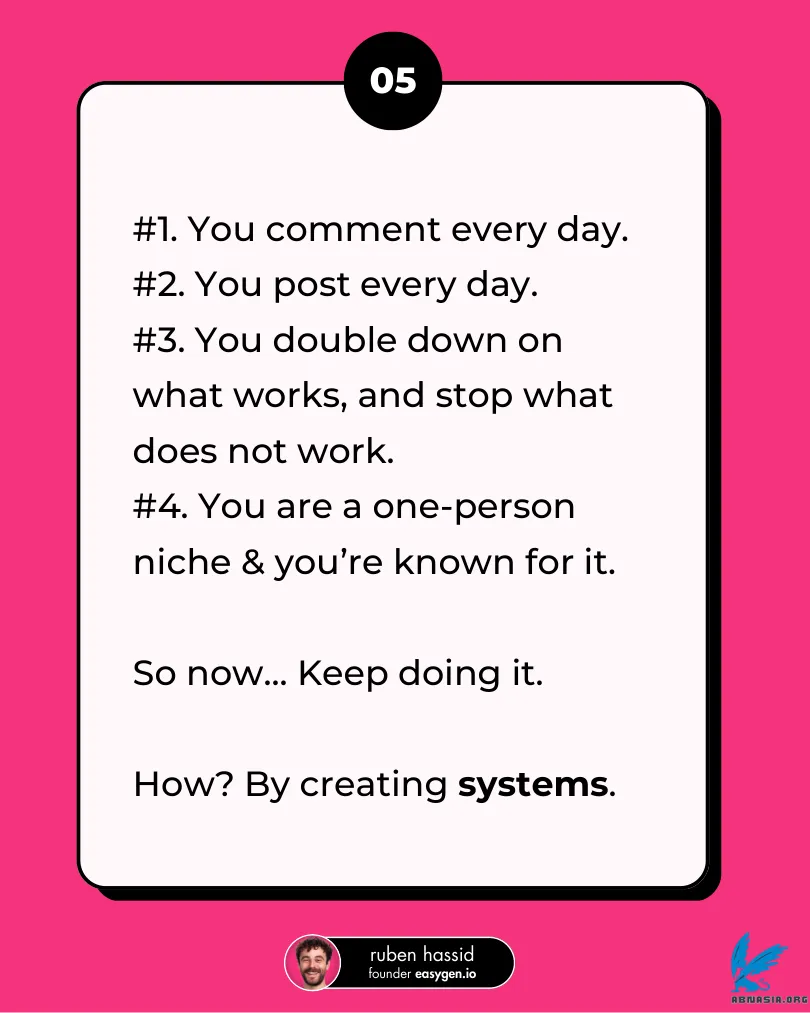 05
#1. You comment every day.
#2. You post every day.
#3. You double down on
what works, and stop what
does not work.
#4. You are a one-person
niche & you’re known for it.
So now... Keep doing it.
How? By creating systems.
ruben hassid
founder easygen.io
ABNASIA.ORG